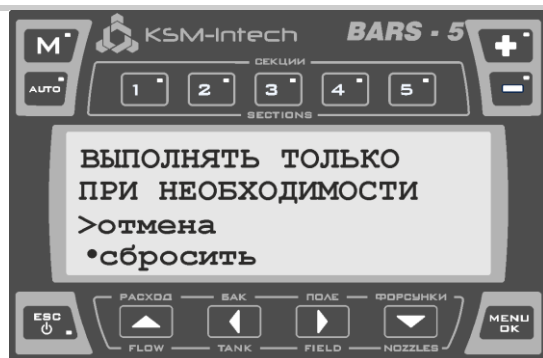 M
KSM-Intech
BARS - 5
+
СЕКЦИИ
AUTO
1 2 3 4 5
-
SECTIONS
ВЫПОЛНЯТЬ ТОЛЬКО
ПРИ НЕОБХОДИМОСТИ
>отмена
•сбросить
РАСХОД БАК ПОЛЕ ФОРСУНКИ
ESC
MENU
OK
FLOW TANK FIELD NOZZLES